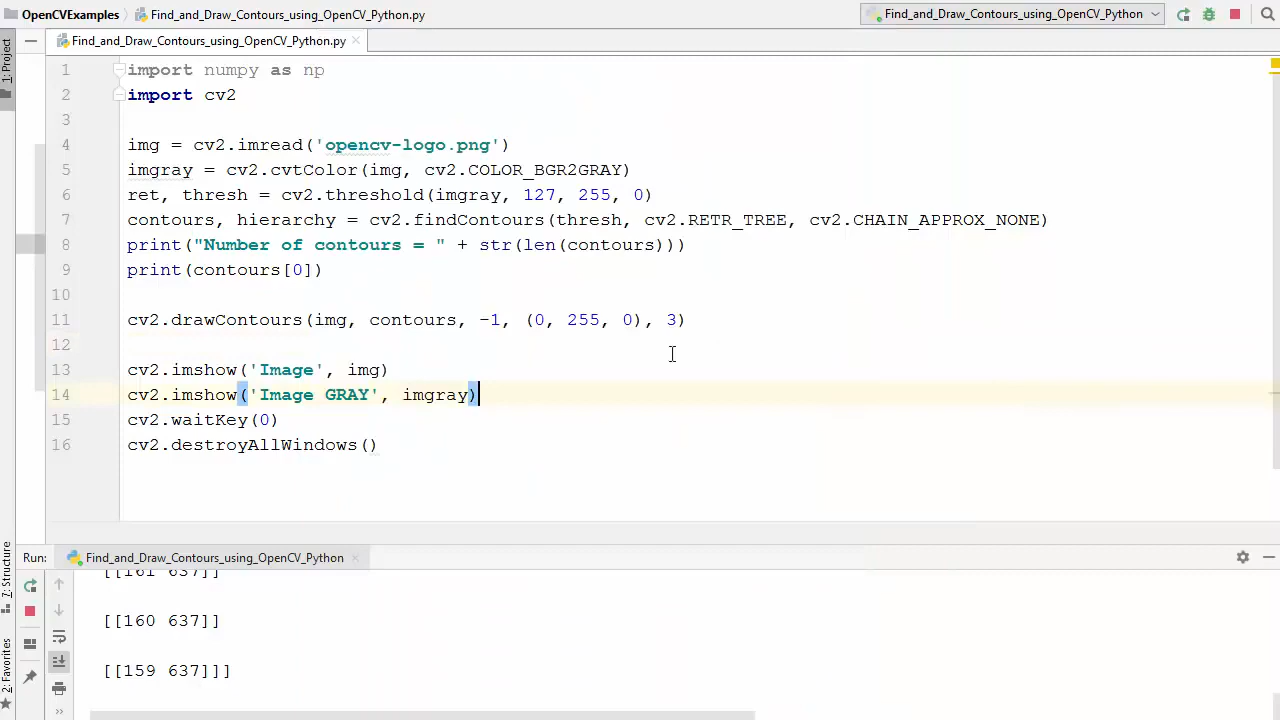 OpenCVExamples Find_and_Draw_Contours_using_OpenCV_Python.py Find_and_Draw_Contours_using_OpenCV_Python
Find_and_Draw_Contours_using_OpenCV_Python.py
1: Project
1 import numpy as np
2 import cv2
3
4 img = cv2.imread('opencv-logo.png')
5 imgray = cv2.cvtColor(img, cv2.COLOR_BGR2GRAY)
6 ret, thresh = cv2.threshold(imgray, 127, 255, 0)
7 contours, hierarchy = cv2.findContours(thresh, cv2.RETR_TREE, cv2.CHAIN_APPROX_NONE)
8 print("Number of contours = " + str(len(contours)))
9 print(contours[0])
10
11 cv2.drawContours(img, contours, -1, (0, 255, 0), 3)
12
13 cv2.imshow('Image', img)
14 cv2.imshow('Image GRAY', imgray)
15 cv2.waitKey(0)
16 cv2.destroyAllWindows()
7: Structure
2: Favorites
Run: Find_and_Draw_Contours_using_OpenCV_Python
[[161 637]]
[[160 637]]
[[159 637]]]